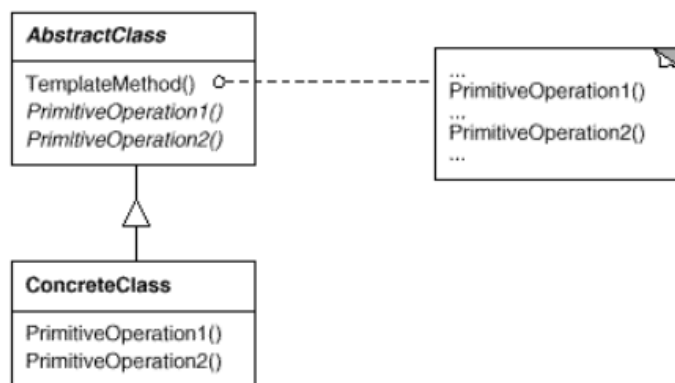 AbstractClass
TemplateMethod()
PrimitiveOperation1()
PrimitiveOperation2()
...
PrimitiveOperation1()
...
PrimitiveOperation2()
...
ConcreteClass
PrimitiveOperation1()
PrimitiveOperation2()